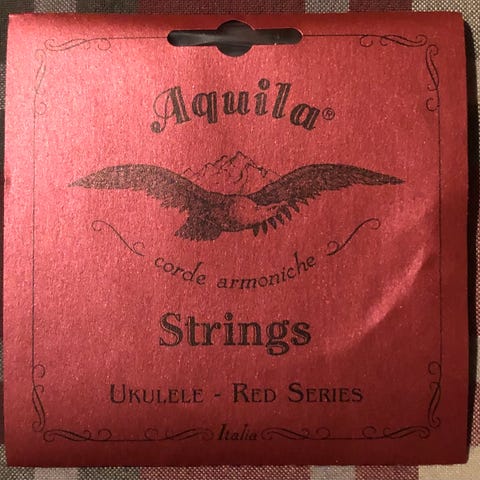 Aquila®
corde armoniche
Strings
UKULELE - RED SERIES
Italia